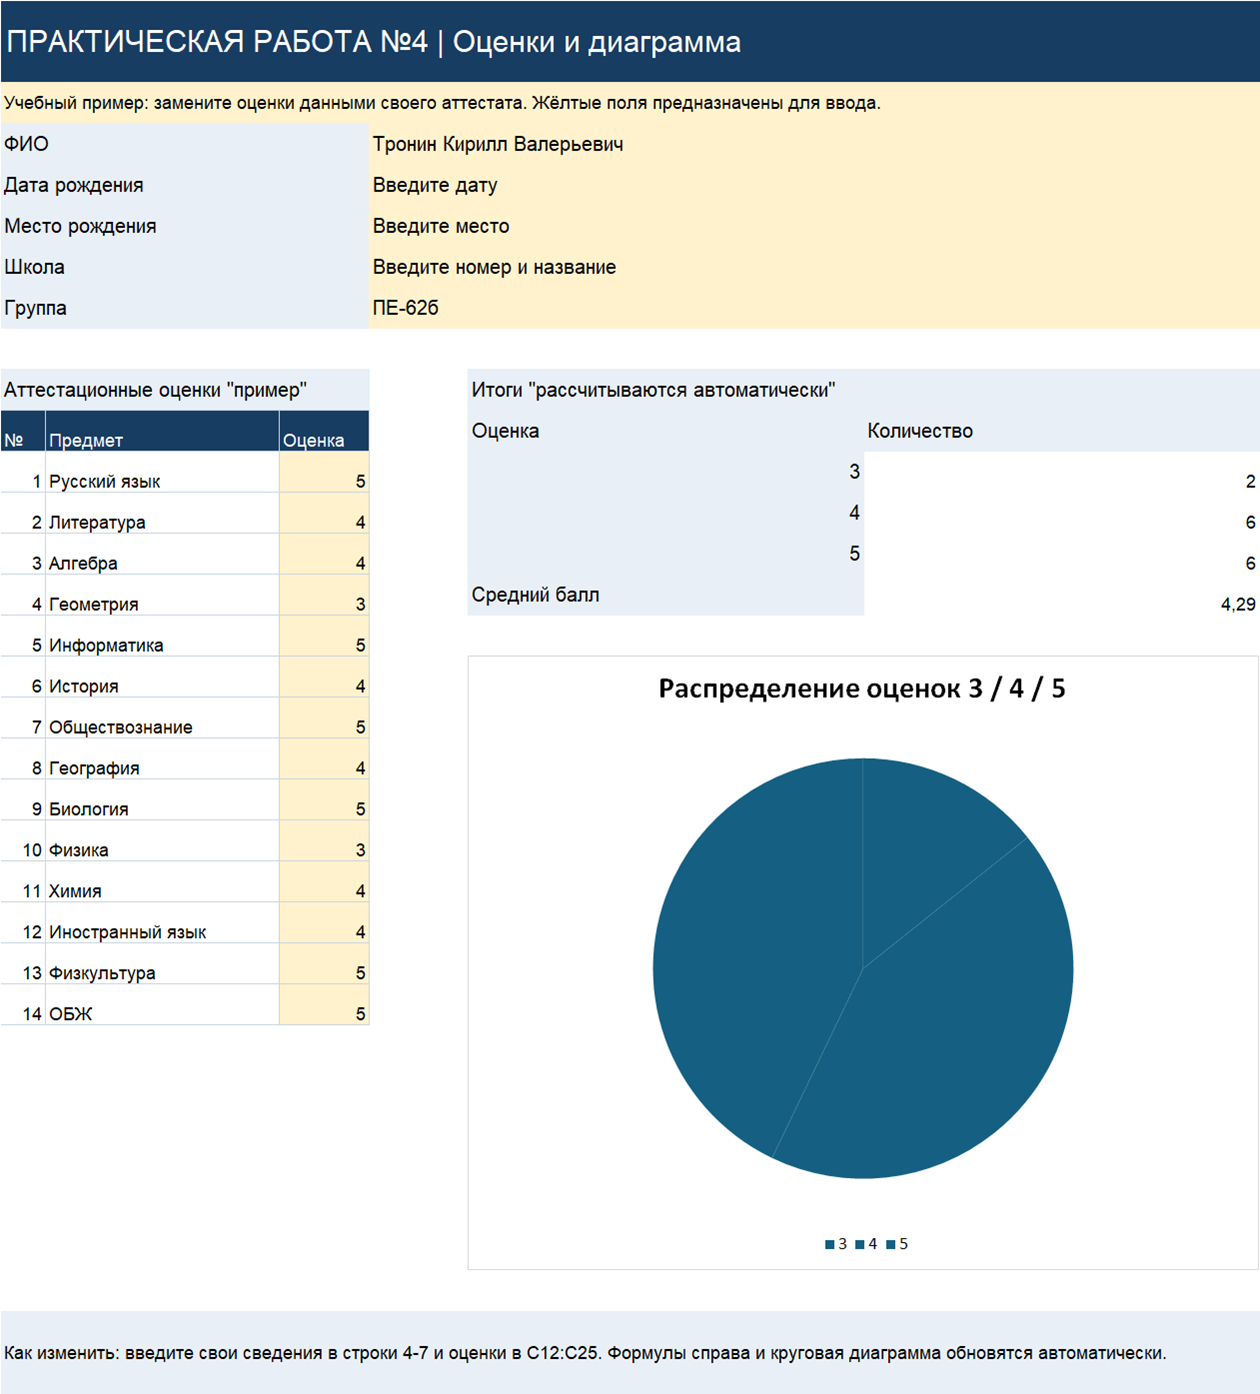 ПРАКТИЧЕСКАЯ РАБОТА №4 | Оценки и диаграмма
Учебный пример: замените оценки данными своего аттестата. Жёлтые поля предназначены для ввода.
ФИО Тронин Кирилл Валерьевич
Дата рождения Введите дату
Место рождения Введите место
Школа Введите номер и название
Группа ПЕ-62б
Аттестационные оценки "пример"
№ Предмет Оценка
1 Русский язык 5
2 Литература 4
3 Алгебра 4
4 Геометрия 3
5 Информатика 5
6 История 4
7 Обществознание 5
8 География 4
9 Биология 5
10 Физика 3
11 Химия 4
12 Иностранный язык 4
13 Физкультура 5
14 ОБЖ 5
Итоги "рассчитываются автоматически"
Оценка Количество
3 2
4 6
5 6
Средний балл 4,29
Распределение оценок 3 / 4 / 5
3 4 5
Как изменить: введите свои сведения в строки 4-7 и оценки в C12:C25. Формулы справа и круговая диаграмма обновятся автоматически.